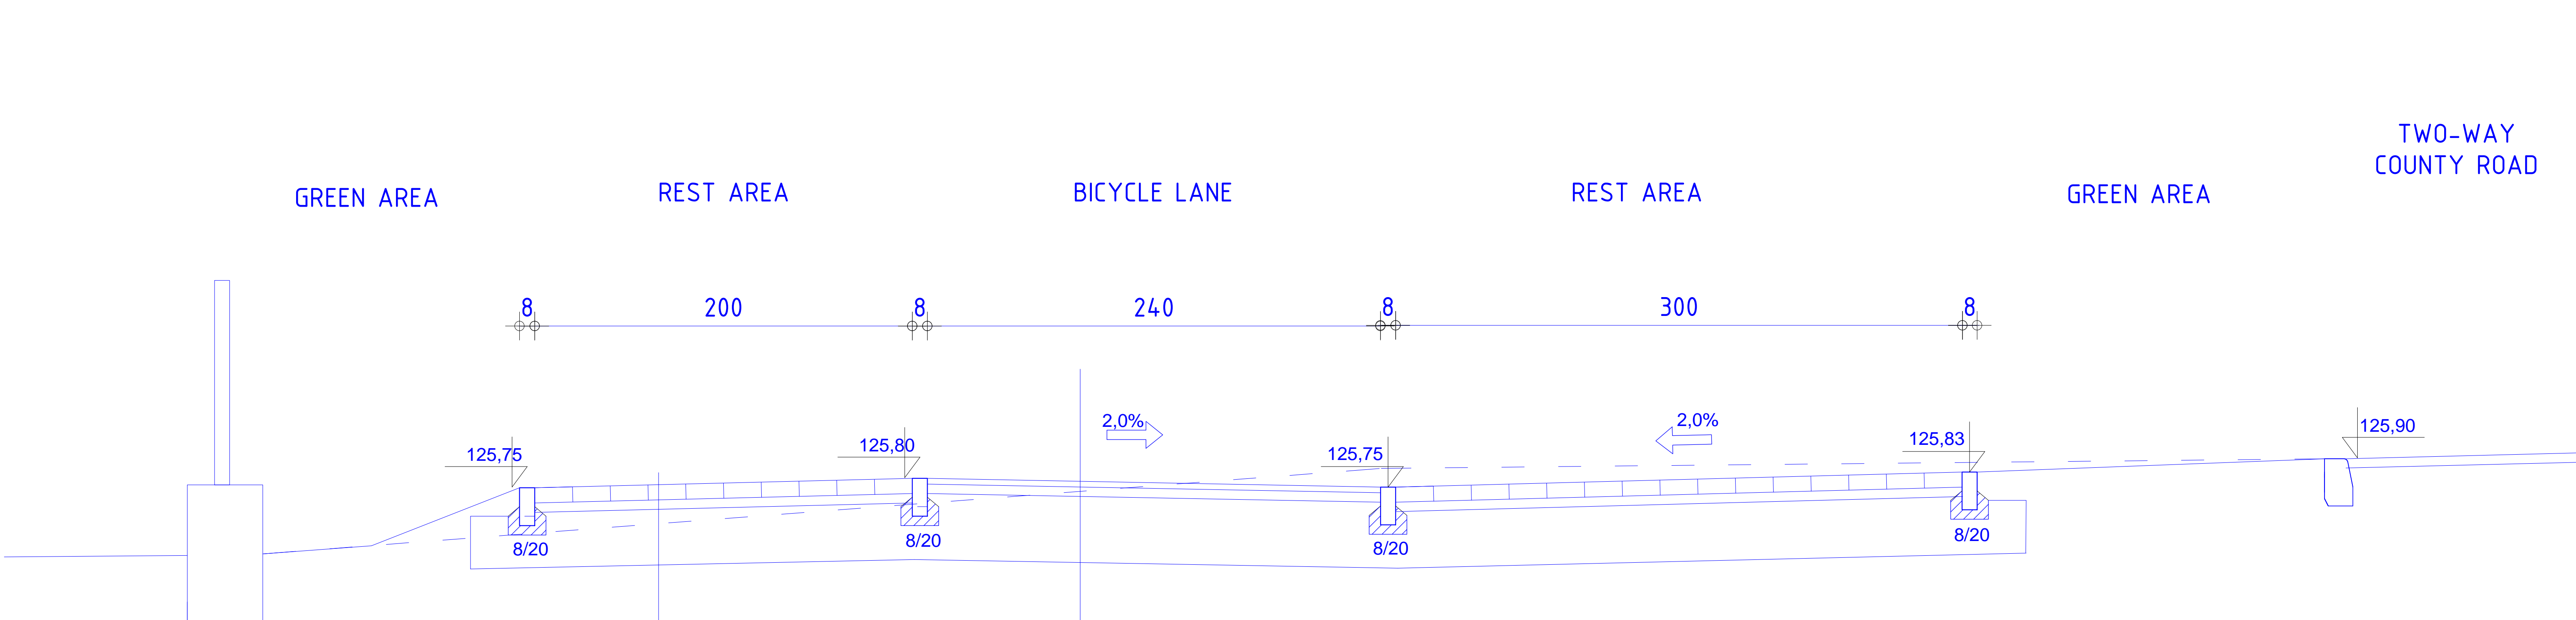 TWO-WAY
COUNTY ROAD
GREEN AREA
REST AREA
BICYCLE LANE
REST AREA
GREEN AREA
8
200
8
240
8
300
8
2,0%
2,0%
125,75
125,80
125,75
125,83
125,90
8/20
8/20
8/20
8/20